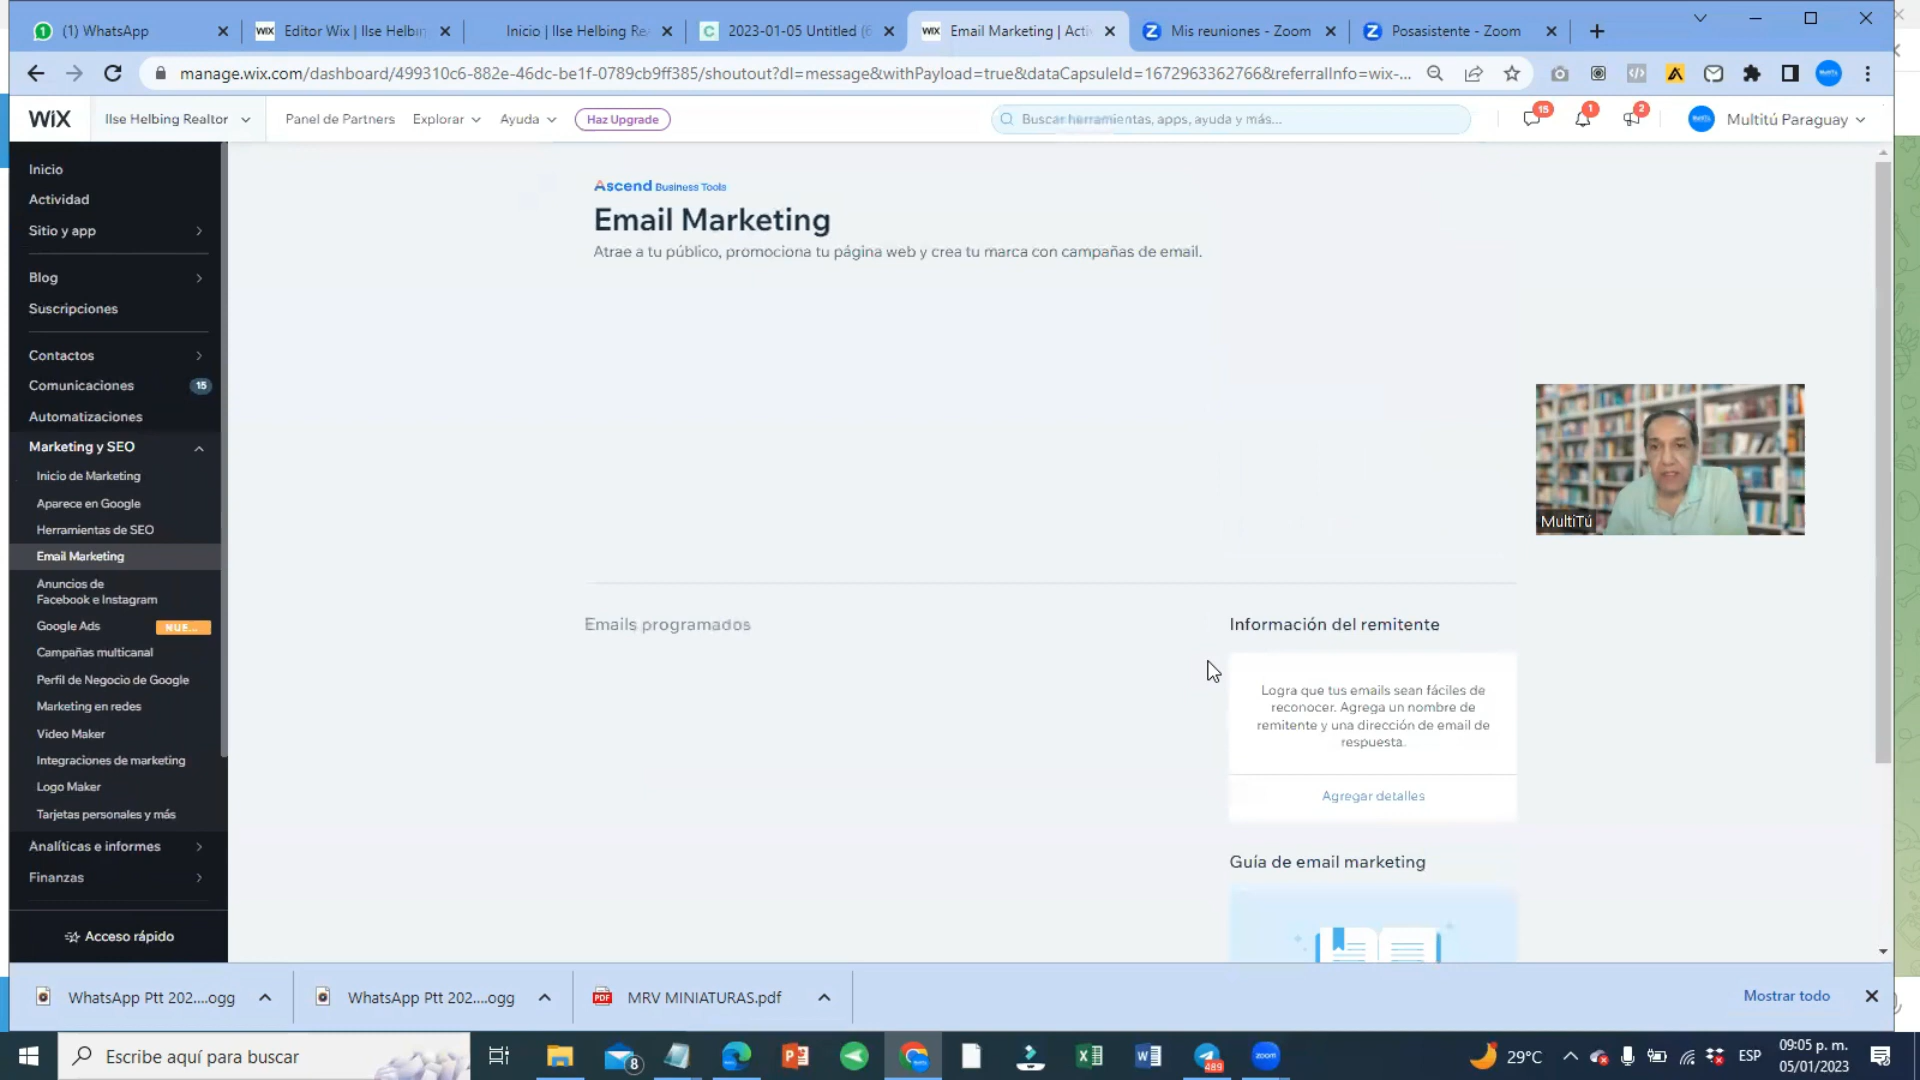 (1) WhatsApp
Editor Wix | Ilse Helbin
Inicio | Ilse Helbing Re
2023-01-05 Untitled (6
Email Marketing | Acti
Mis reuniones - Zoom
Posasistente - Zoom
manage.wix.com/dashboard/499310c6-882e-46dc-be1f-0789cb9ff385/shoutout?dl=message&withPayload=true&dataCapsuleId=1672963362766&referralInfo=wix-...
WiX
Ilse Helbing Realtor
Panel de Partners
Explorar
Ayuda
Haz Upgrade
Buscar herramientas, apps, ayuda y más...
15
1
2
Multitú Paraguay
Inicio
Actividad
Sitio y app
Blog
Suscripciones
Contactos
Comunicaciones
15
Automatizaciones
Marketing y SEO
Inicio de Marketing
Aparece en Google
Herramientas de SEO
Email Marketing
Anuncios de
Facebook e Instagram
Google Ads
NUE...
Campañas multicanal
Perfil de Negocio de Google
Marketing en redes
Video Maker
Integraciones de marketing
Logo Maker
Tarjetas personales y más
Analíticas e informes
Finanzas
Acceso rápido
Ascend Business Tools
Email Marketing
Atrae a tu público, promociona tu página web y crea tu marca con campañas de email.
MultiTú
Emails programados
Información del remitente
Logra que tus emails sean fáciles de
reconocer. Agrega un nombre de
remitente y una dirección de email de
respuesta.
Agregar detalles
Guía de email marketing
WhatsApp Ptt 202....ogg
WhatsApp Ptt 202....ogg
PDF
MRV MINIATURAS.pdf
Mostrar todo
Escribe aquí para buscar
8
489
zoom
29°C
ESP
09:05 p. m.
05/01/2023